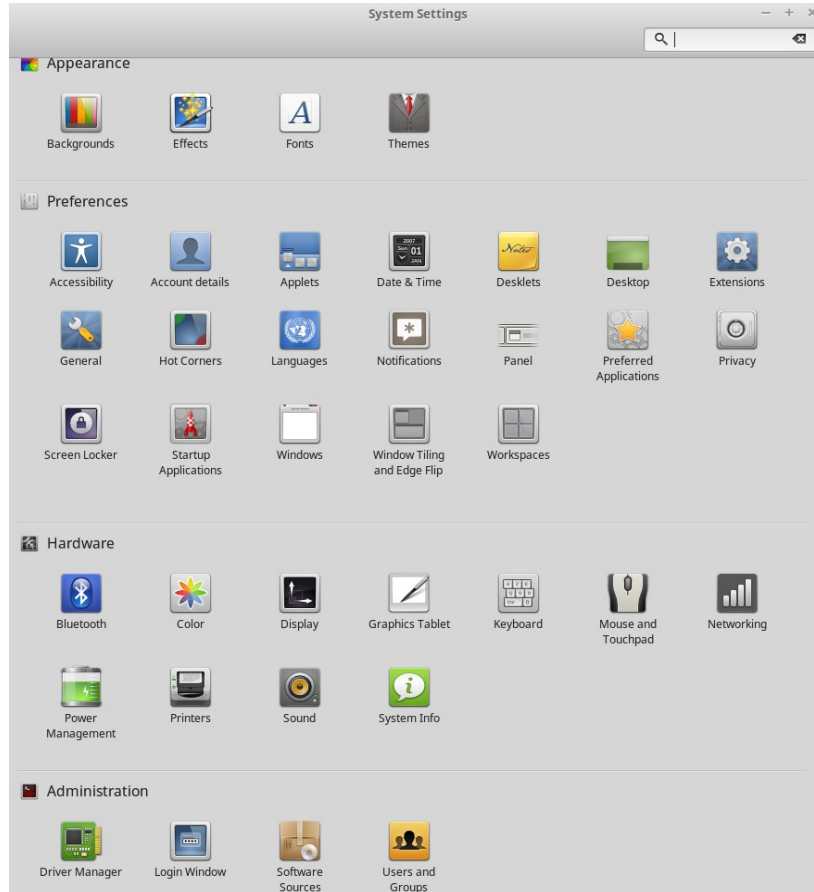 System Settings
Appearance
Backgrounds
Effects
Fonts
Themes
Preferences
Accessibility
Account details
Applets
Date & Time
Desklets
Desktop
Extensions
General
Hot Corners
Languages
Notifications
Panel
Preferred
Applications
Privacy
Screen Locker
Startup
Applications
Windows
Window Tiling
and Edge Flip
Workspaces
Hardware
Bluetooth
Color
Display
Graphics Tablet
Keyboard
Mouse and
Touchpad
Networking
Power
Management
Printers
Sound
System Info
Administration
Driver Manager
Login Window
Software
Sources
Users and
Groups